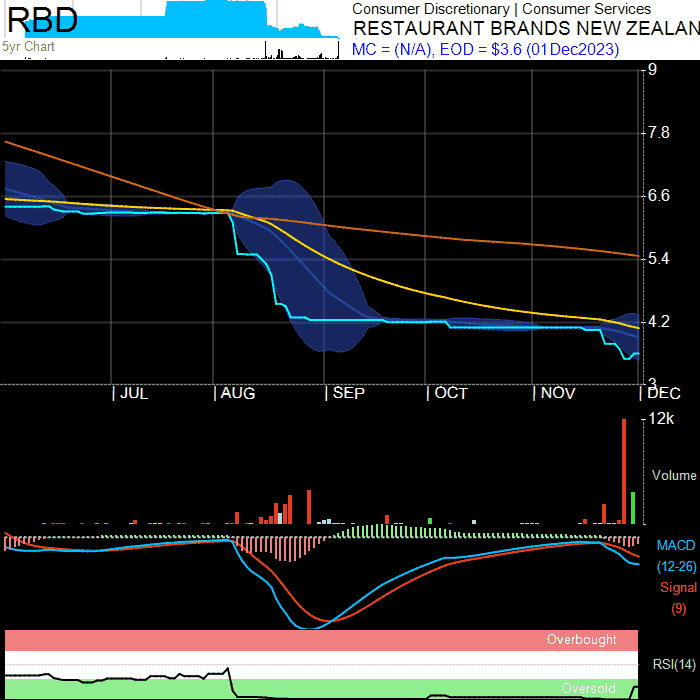 RBD
Consumer Discretionary | Consumer Services
RESTAURANT BRANDS NEW ZEALAN
5yr Chart
MC = (N/A), EOD = $3.6 (01Dec2023)
9
7.8
6.6
5.4
4.2
3
JUL AUG SEP OCT NOV DEC
12k
Volume
MACD
(12-26)
Signal
(9)
Overbought
RSI(14)
Oversold